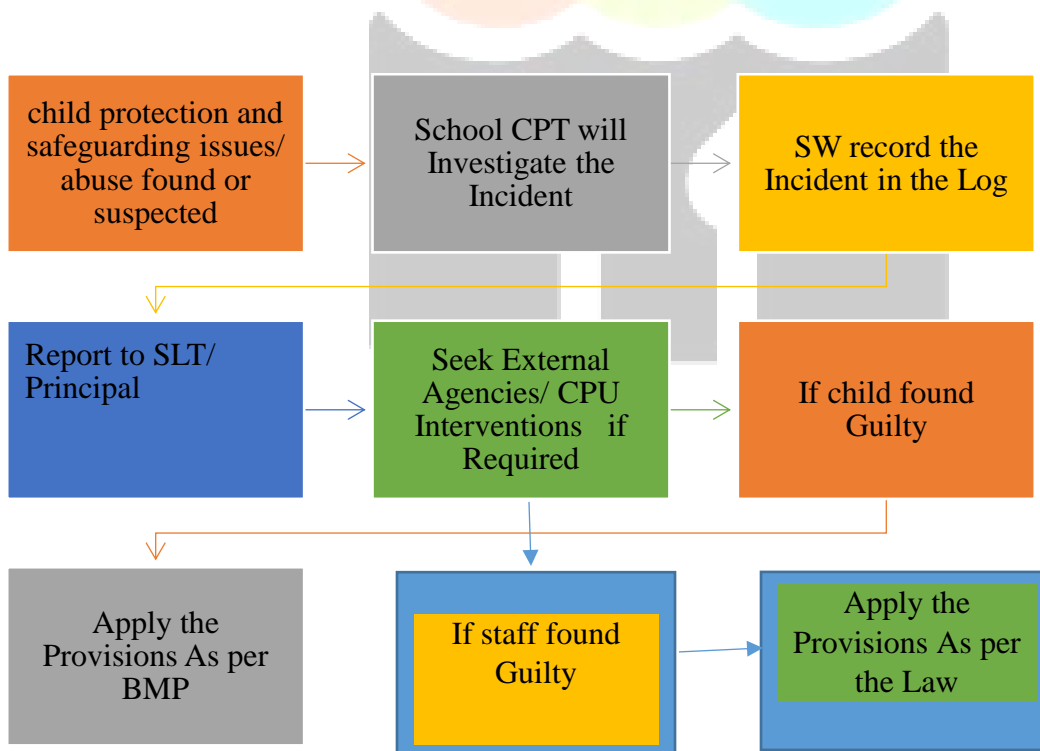 child protection and
safeguarding issues/
abuse found or
suspected
School CPT will
Investigate the
Incident
SW record the
Incident in the Log
Report to SLT/
Principal
Seek External
Agencies/ CPU
Interventions if
Required
If child found
Guilty
Apply the
Provisions As per
BMP
If staff found
Guilty
Apply the
Provisions As per
the Law